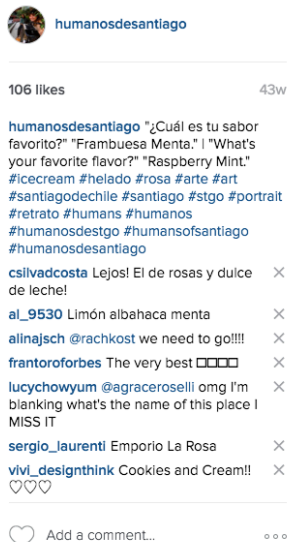 humanosdesantiago
106 likes 43w
humanosdesantiago "¿Cuál es tu sabor
favorito?" "Frambuesa Menta." | "What's
your favorite flavor?" "Raspberry Mint."
#icecream #helado #rosa #arte #art
#santiagodechile #santiago #stgo #portrait
#retrato #humans #humanos
#humanosdestgo #humansofsantiago
#humanosdesantiago
csilvadcosta Lejos! El de rosas y dulce
de leche!
al_9530 Limón albahaca menta
alinajsch @rachkost we need to go!!!!
frantoroforbes The very best □□□□
lucychowyum @agraceroselli omg I'm
blanking what's the name of this place I
MISS IT
sergio_laurenti Emporio La Rosa
vivi_designthink Cookies and Cream!!
♡♡♡
Add a comment...